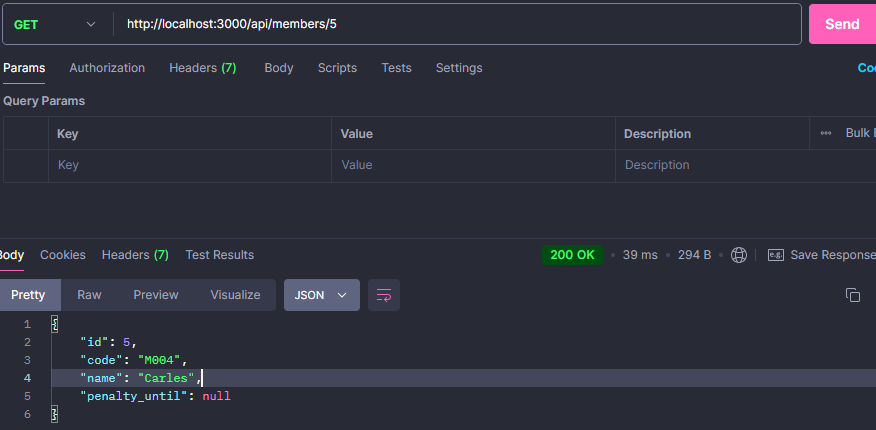 GET http://localhost:3000/api/members/5 Send
Params Authorization Headers (7) Body Scripts Tests Settings
Query Params
Key Value Description Bulk
Key Value Description
Body Cookies Headers (7) Test Results 200 OK 39 ms 294 B e.g. Save Response
Pretty Raw Preview Visualize JSON
1 {
2 "id": 5,
3 "code": "M004",
4 "name": "Carles",
5 "penalty_until": null
6 }